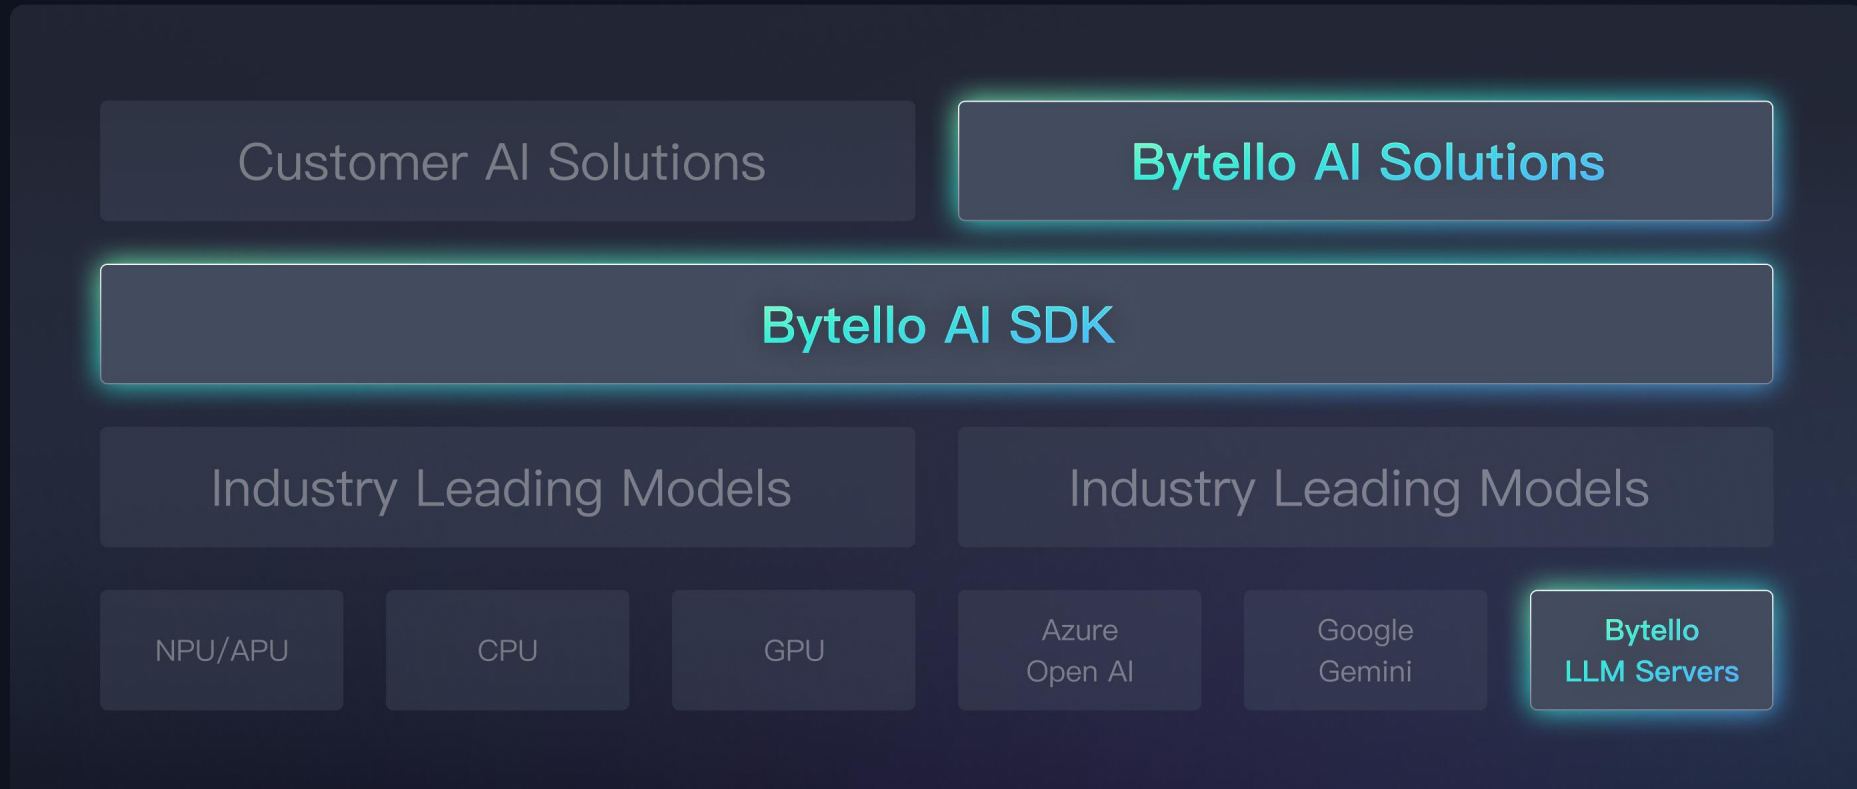 Customer AI Solutions
Bytello AI Solutions
Bytello AI SDK
Industry Leading Models
Industry Leading Models
NPU/APU
CPU
GPU
Azure
Open AI
Google
Gemini
Bytello
LLM Servers